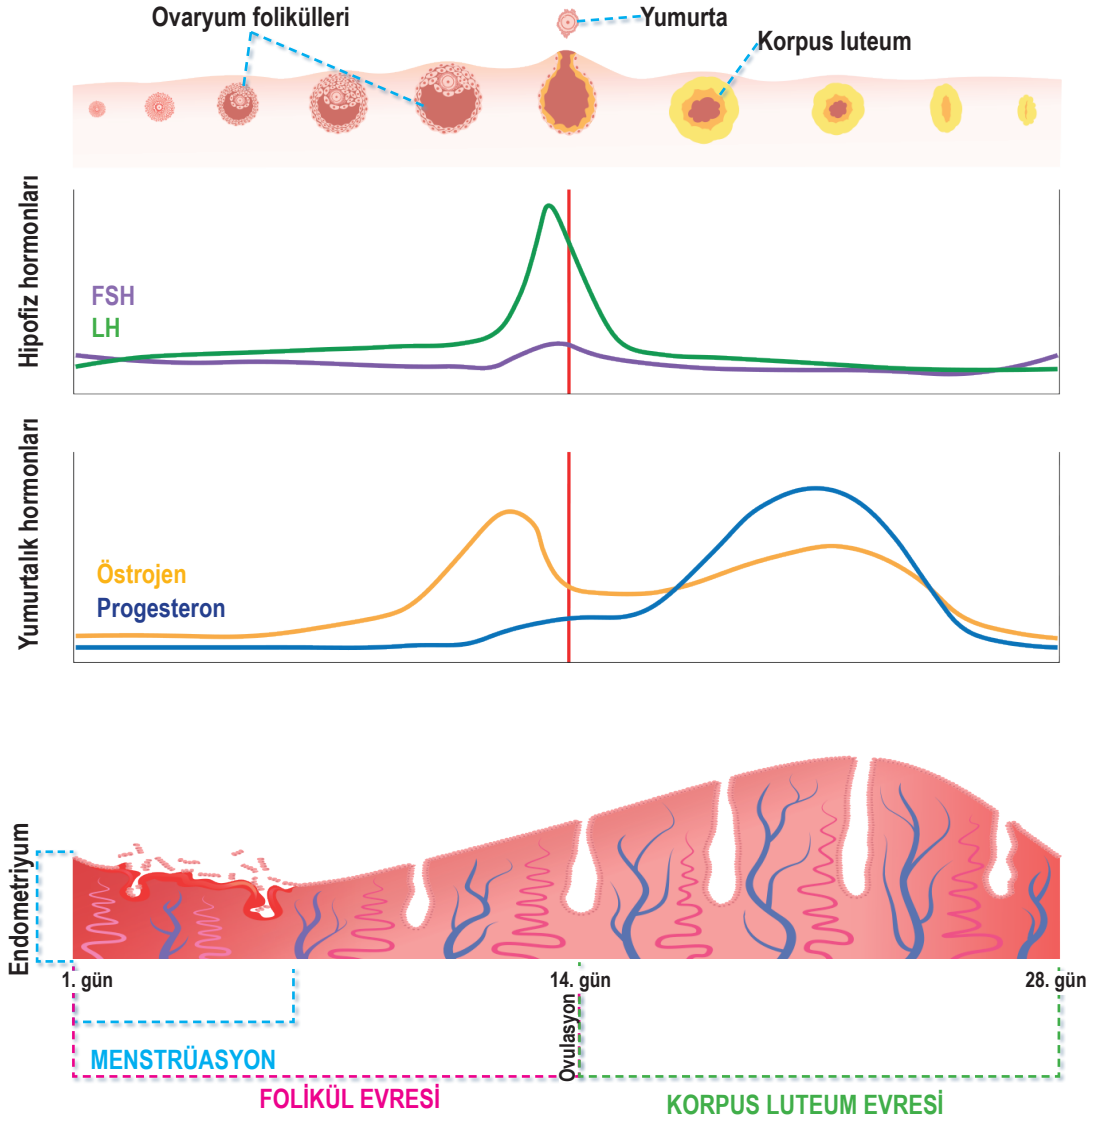 Ovaryum folikülleri
Yumurta
Korpus luteum
Hipofiz hormonları
FSH
LH
Yumurtalık hormonları
Östrojen
Progesteron
Endometriyum
1. gün
14. gün
28. gün
Ovulasyon
MENSTRÜASYON
FOLİKÜL EVRESİ
KORPUS LUTEUM EVRESİ